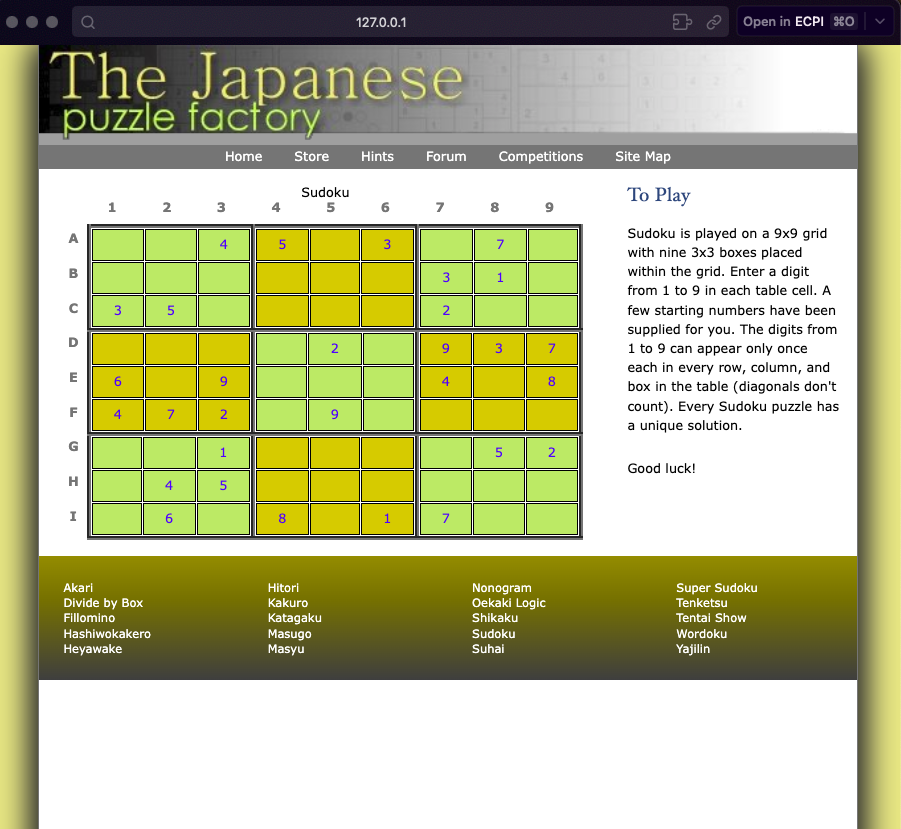 127.0.0.1
Open in ECPI ⌘O
The Japanese
puzzle factory
Home Store Hints Forum Competitions Site Map
Sudoku
1 2 3 4 5 6 7 8 9
A 4 5 3 7
B 3 1
C 3 5 2
D 2 9 3 7
E 6 9 4 8
F 4 7 2 9
G 1 5 2
H 4 5
I 6 8 1 7
To Play
Sudoku is played on a 9x9 grid
with nine 3x3 boxes placed
within the grid. Enter a digit
from 1 to 9 in each table cell. A
few starting numbers have been
supplied for you. The digits from
1 to 9 can appear only once
each in every row, column, and
box in the table (diagonals don't
count). Every Sudoku puzzle has
a unique solution.
Good luck!
Akari
Divide by Box
Fillomino
Hashiwokakero
Heyawake
Hitori
Kakuro
Katagaku
Masugo
Masyu
Nonogram
Oekaki Logic
Shikaku
Sudoku
Suhai
Super Sudoku
Tenketsu
Tentai Show
Wordoku
Yajilin